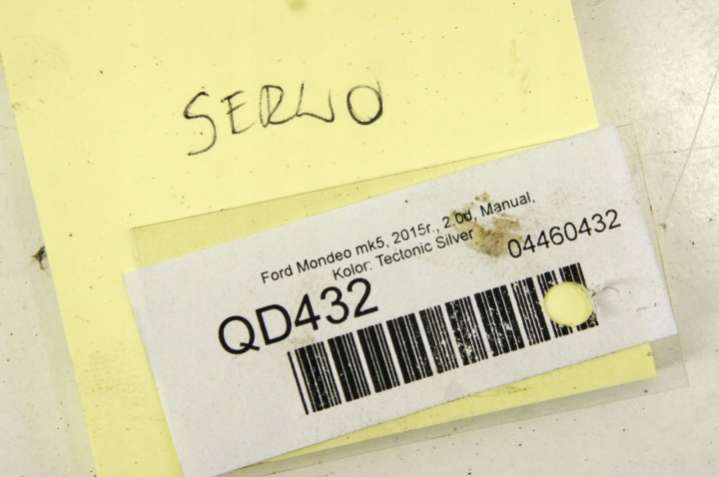 SERWO
Ford Mondeo mk5, 2015r., 2.0d, Manual,
Kolor: Tectonic Silver
QD432
04460432